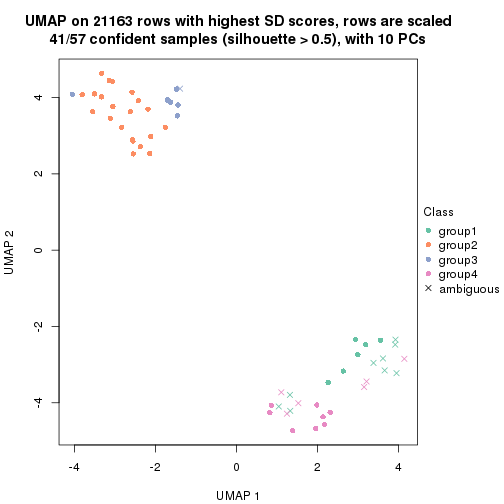 UMAP on 21163 rows with highest SD scores, rows are scaled
41/57 confident samples (silhouette > 0.5), with 10 PCs
4
2
0
-2
-4
UMAP 2
-4
-2
0
2
4
UMAP 1
Class
group1
group2
group3
group4
ambiguous